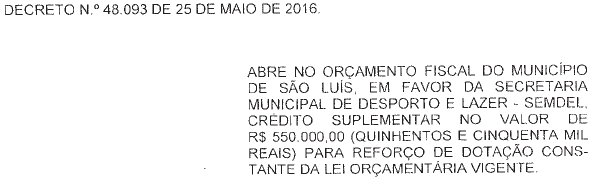 DECRETO N.º 48.093 DE 25 DE MAIO DE 2016.
ABRE NO ORÇAMENTO FISCAL DO MUNICÍPIO
DE SÃO LUÍS, EM FAVOR DA SECRETARIA
MUNICIPAL DE DESPORTO E LAZER - SEMDEL,
CRÉDITO SUPLEMENTAR NO VALOR DE
R$ 550.000,00 (QUINHENTOS E CINQUENTA MIL
REAIS) PARA REFORÇO DE DOTAÇÃO CONS-
TANTE DA LEI ORÇAMENTÁRIA VIGENTE.